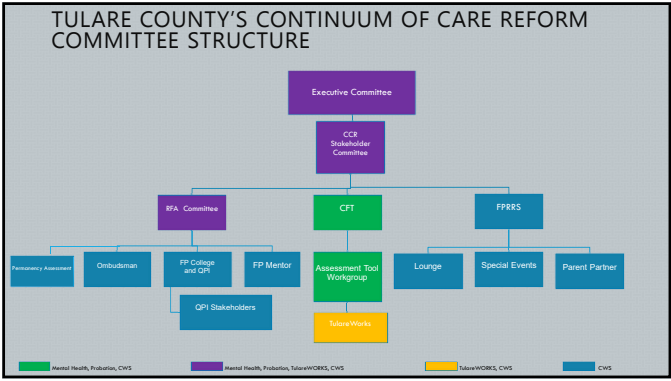 TULARE COUNTY'S CONTINUUM OF CARE REFORM
COMMITTEE STRUCTURE
Executive Committee
CCR
Stakeholder
Committee
RFA Committee
CFT
FPRRS
Permanency Assessment
Ombudsman
FP College
and QPI
FP Mentor
Assessment Tool
Workgroup
Lounge
Special Events
Parent Partner
QPI Stakeholders
TulareWorks
Mental Health, Probation, CWS
Mental Health, Probation, TulareWORKS, CWS
TulareWORKS, CWS
CWS